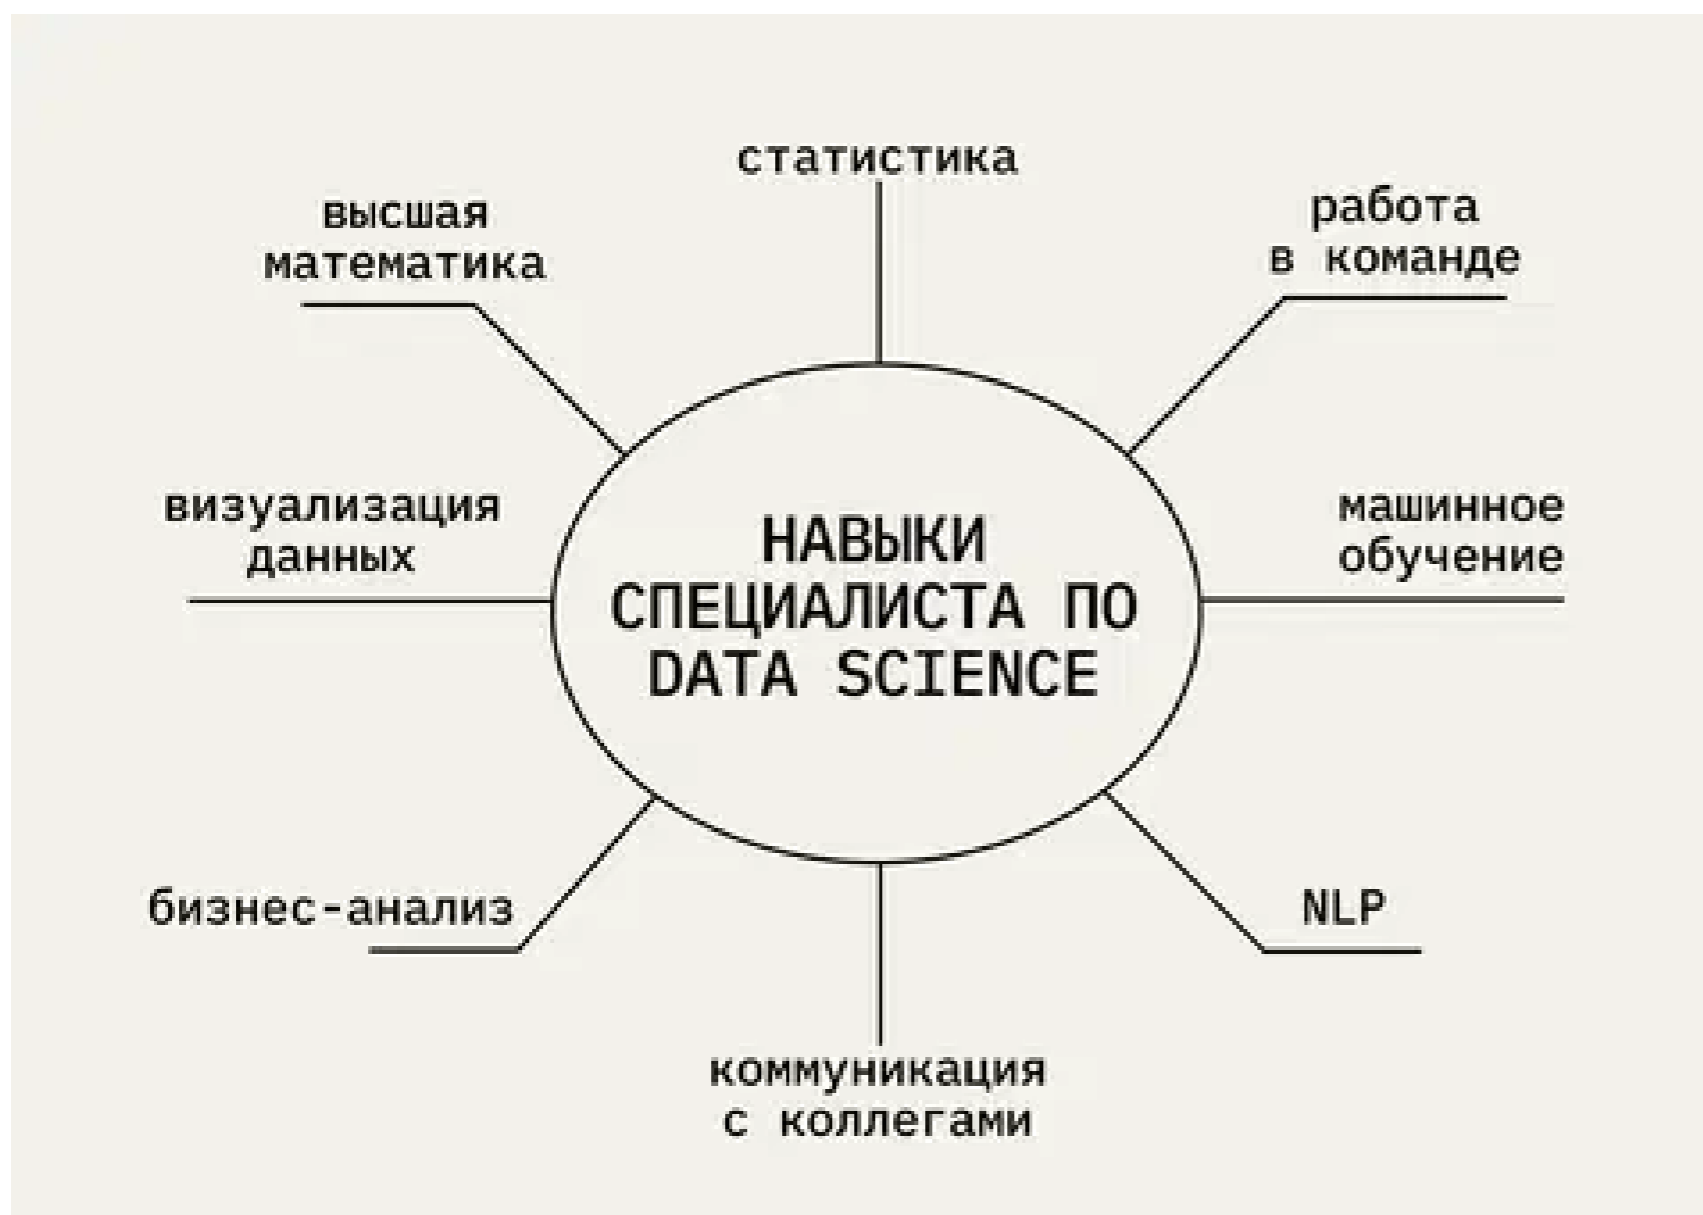 статистика
высшая
математика
работа
в команде
визуализация
данных
машинное
обучение
НАВЫКИ
СПЕЦИАЛИСТА ПО
DATA SCIENCE
бизнес-анализ
NLP
коммуникация
с коллегами